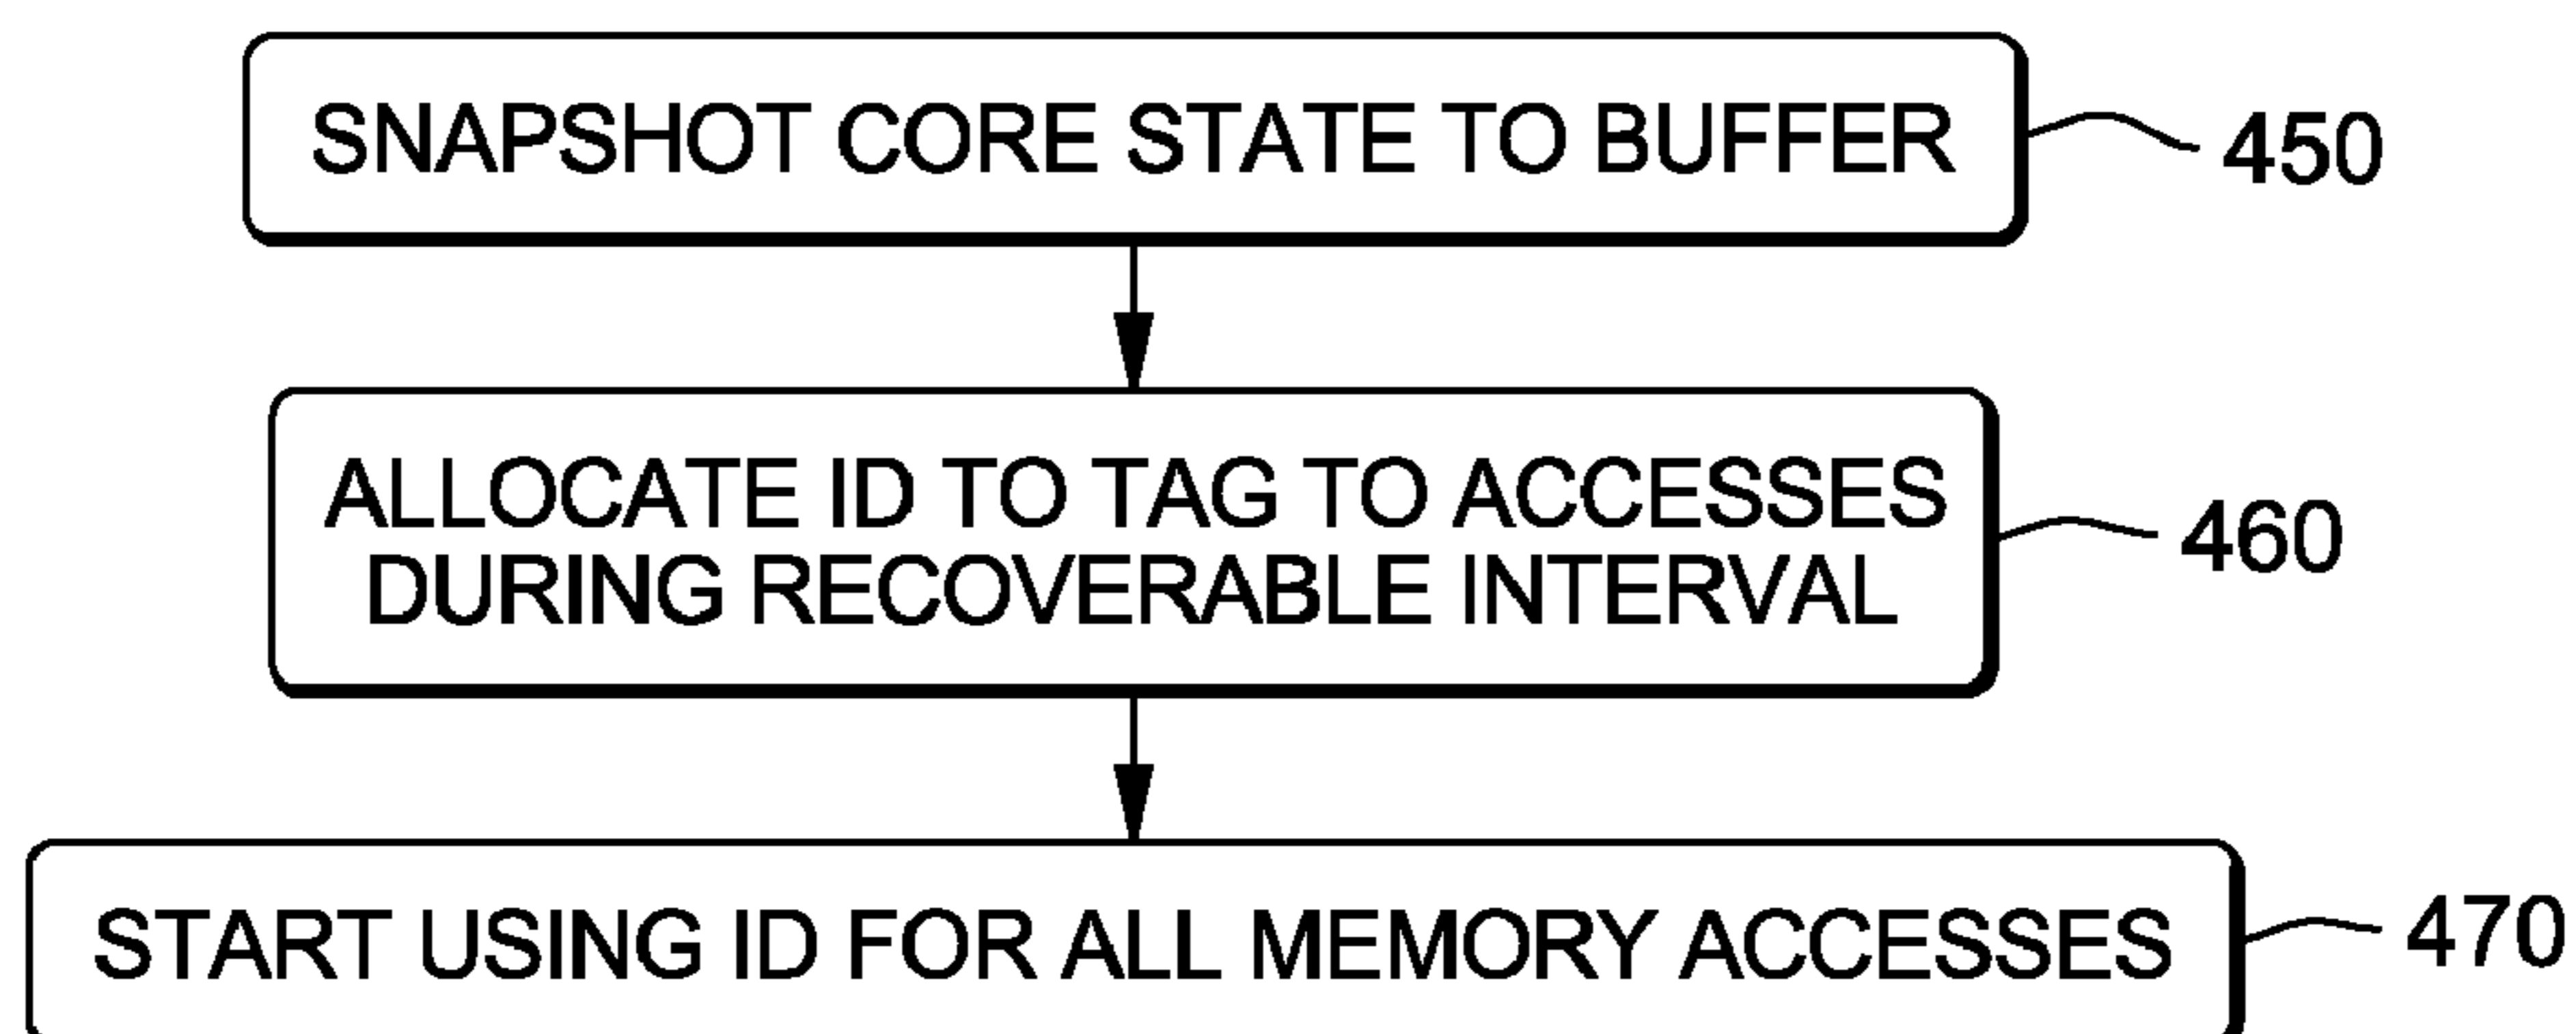 SNAPSHOT CORE STATE TO BUFFER
450
ALLOCATE ID TO TAG TO ACCESSES
DURING RECOVERABLE INTERVAL
460
START USING ID FOR ALL MEMORY ACCESSES
470